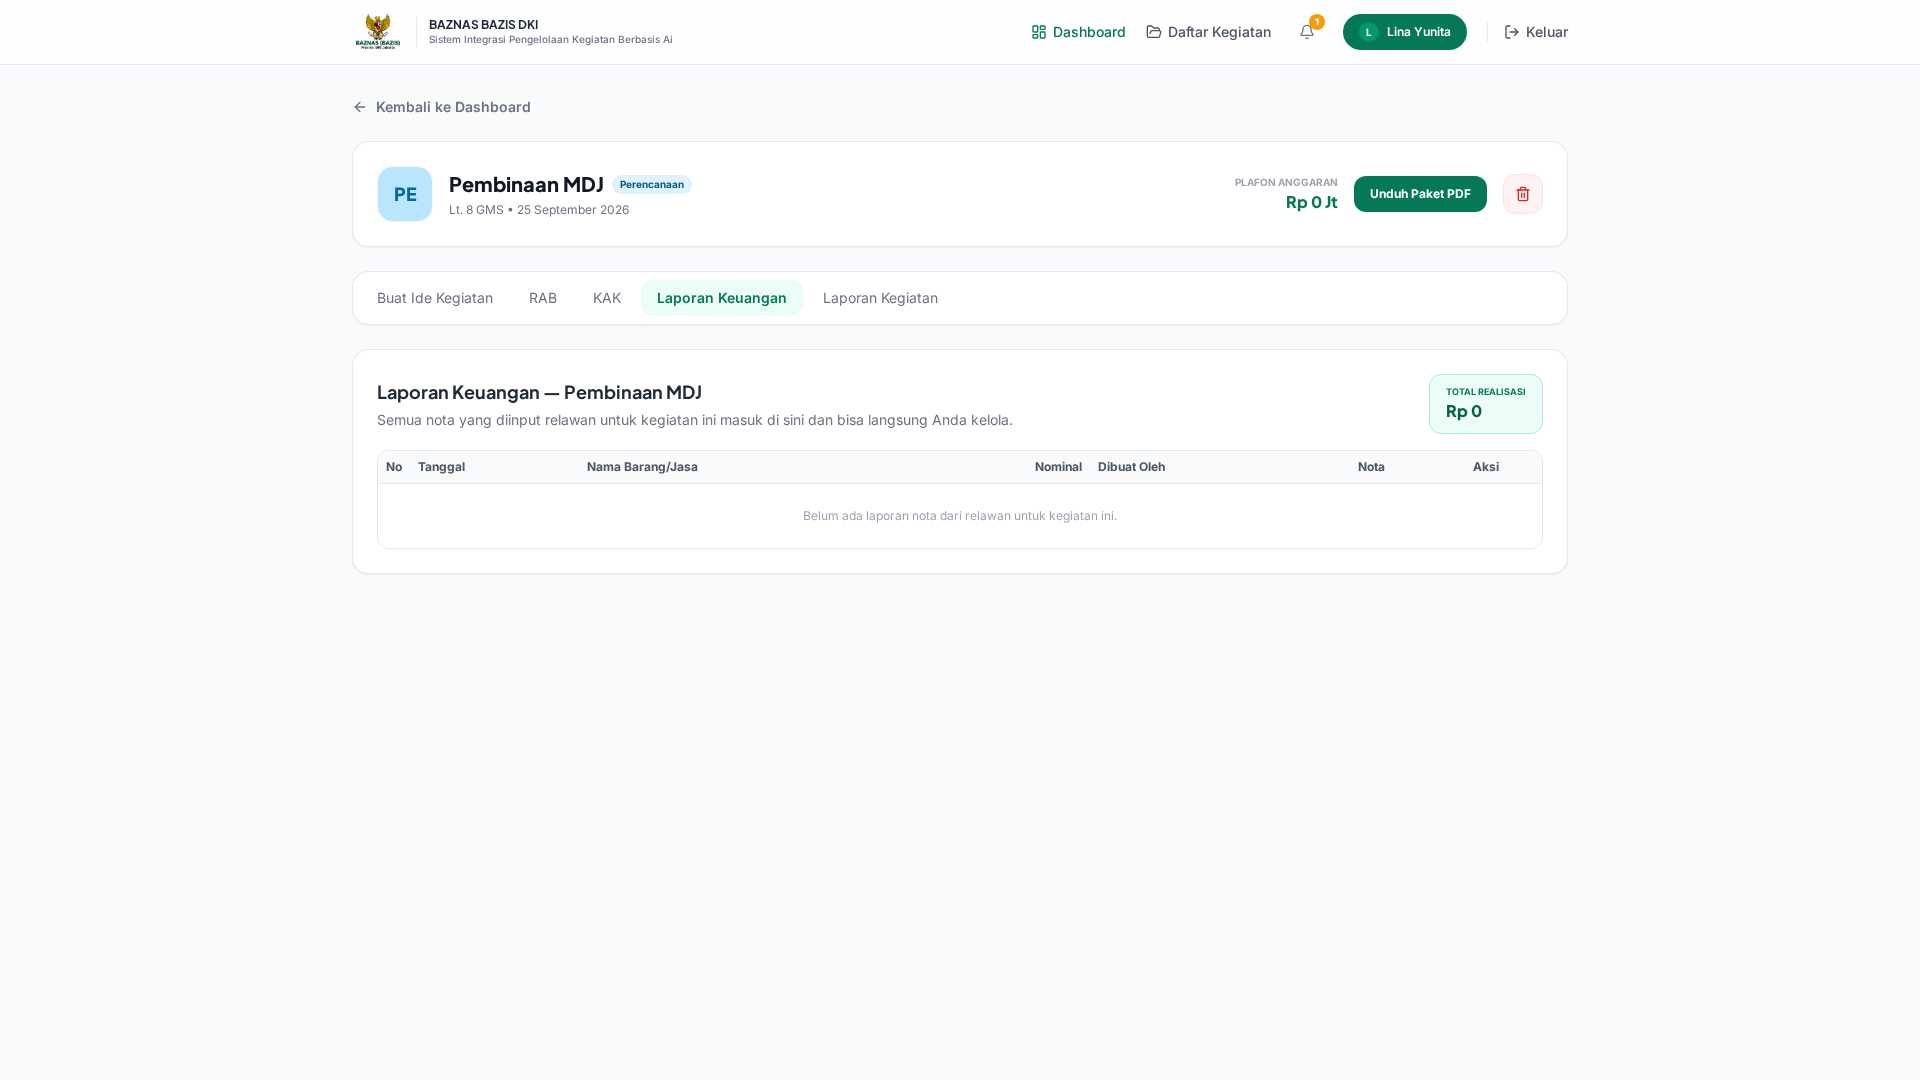 BAZNAS (BAZIS)
BAZNAS BAZIS DKI
Sistem Integrasi Pengelolaan Kegiatan Berbasis Ai
Dashboard
Daftar Kegiatan
1
L
Lina Yunita
Keluar
Kembali ke Dashboard
PE
Pembinaan MDJ
Perencanaan
Lt. 8 GMS • 25 September 2026
PLAFON ANGGARAN
Rp 0 Jt
Unduh Paket PDF
Buat Ide Kegiatan
RAB
KAK
Laporan Keuangan
Laporan Kegiatan
Laporan Keuangan — Pembinaan MDJ
Semua nota yang diinput relawan untuk kegiatan ini masuk di sini dan bisa langsung Anda kelola.
TOTAL REALISASI
Rp 0
No Tanggal Nama Barang/Jasa Nominal Dibuat Oleh Nota Aksi
Belum ada laporan nota dari relawan untuk kegiatan ini.